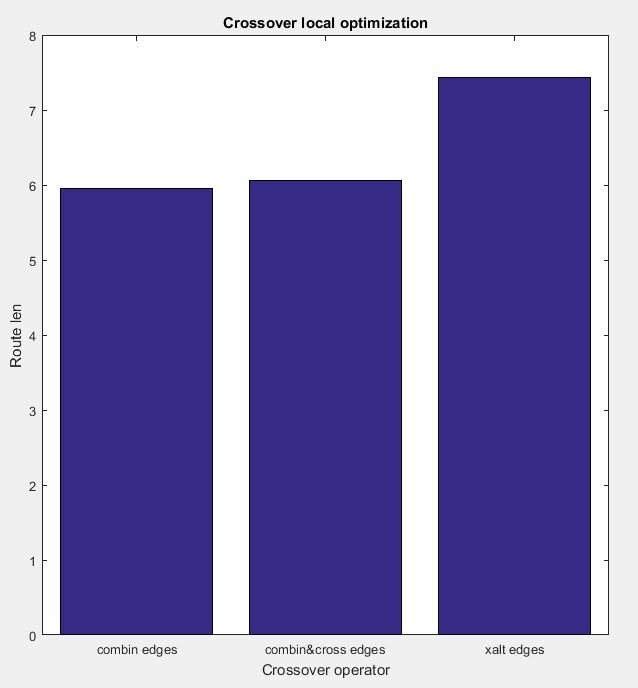 Crossover local optimization
8
7
6
5
4
3
2
1
0
Route len
combin edges combin&cross edges xalt edges
Crossover operator